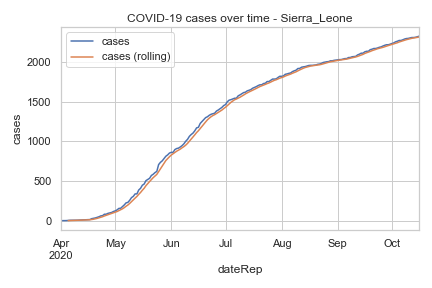 COVID-19 cases over time - Sierra_Leone
cases
cases (rolling)
2000
1500
1000
500
0
cases
Apr
2020
May
Jun
Jul
Aug
Sep
Oct
dateRep